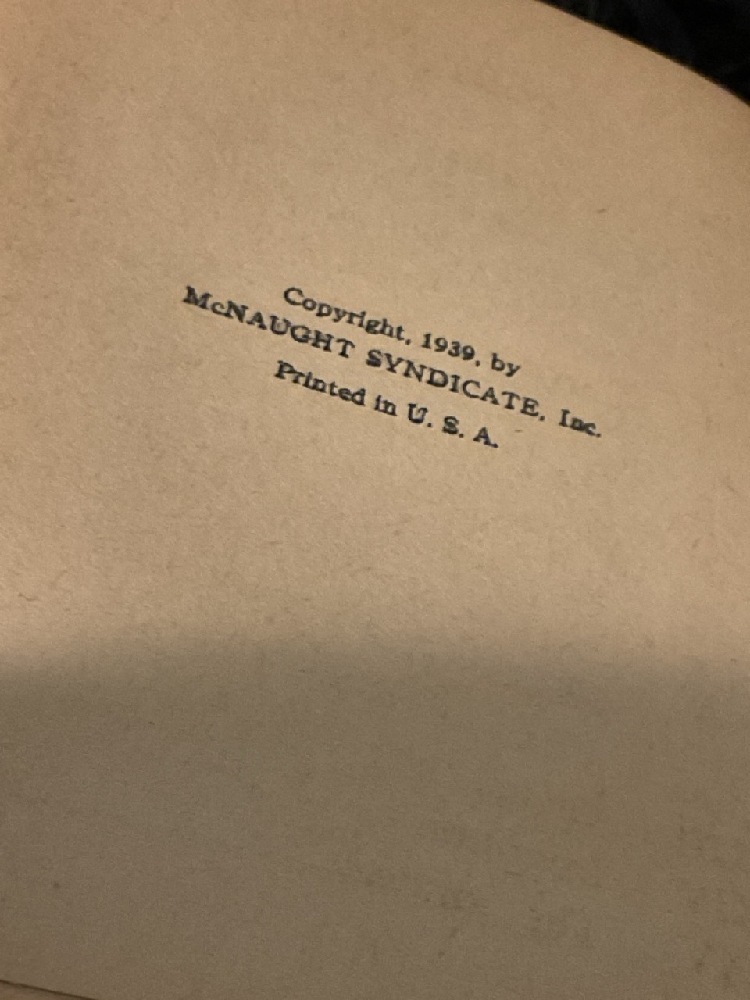 Copyright, 1939, by
McNAUGHT SYNDICATE, Inc.
Printed in U. S. A.